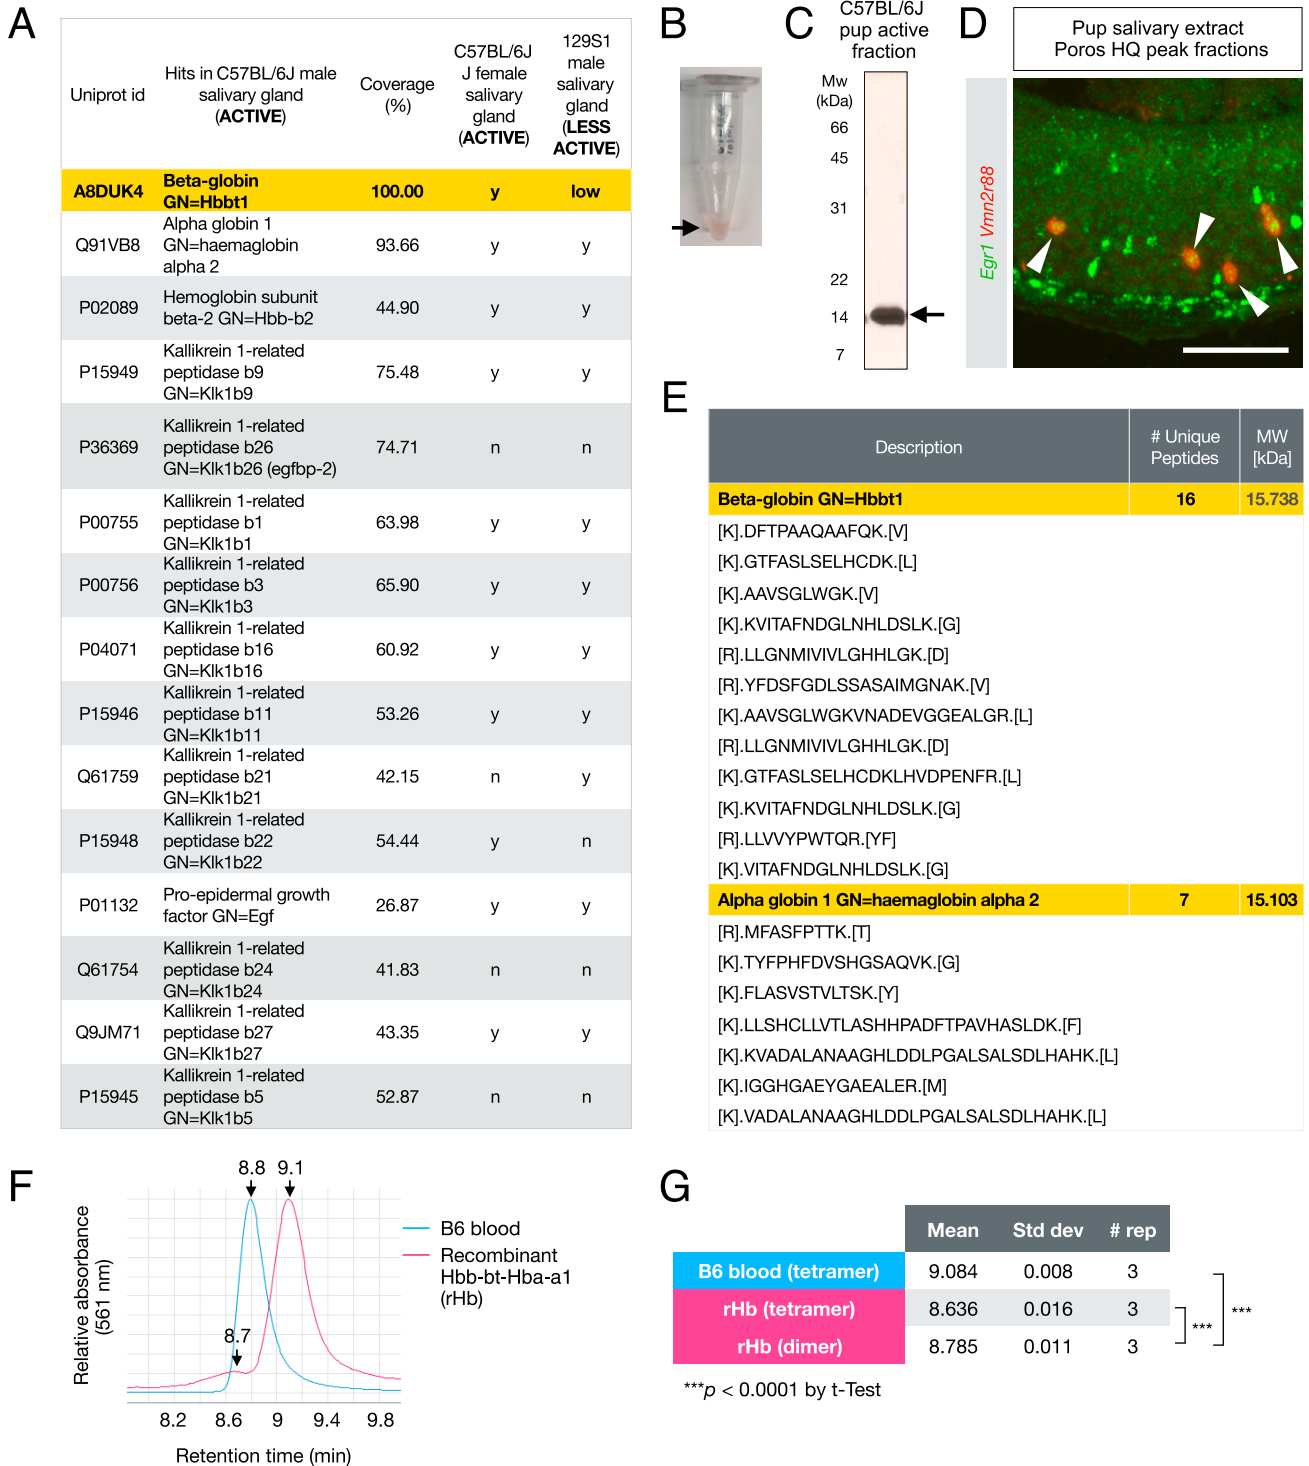 A
Uniprot id
Hits in C57BL/6J male
salivary gland
(ACTIVE)
Coverage
(%)
C57BL/6J
J female
salivary
gland
(ACTIVE)
129S1
male
salivary
gland
(LESS
ACTIVE)
A8DUK4
Beta-globin
GN=Hbbt1
100.00
y
low
Q91VB8
Alpha globin 1
GN=haemaglobin
alpha 2
93.66
y
y
P02089
Hemoglobin subunit
beta-2 GN=Hbb-b2
44.90
y
y
P15949
Kallikrein 1-related
peptidase b9
GN=Klk1b9
75.48
y
y
P36369
Kallikrein 1-related
peptidase b26
GN=Klk1b26 (egfbp-2)
74.71
n
n
P00755
Kallikrein 1-related
peptidase b1
GN=Klk1b1
63.98
y
y
P00756
Kallikrein 1-related
peptidase b3
GN=Klk1b3
65.90
y
y
P04071
Kallikrein 1-related
peptidase b16
GN=Klk1b16
60.92
y
y
P15946
Kallikrein 1-related
peptidase b11
GN=Klk1b11
53.26
y
y
Q61759
Kallikrein 1-related
peptidase b21
GN=Klk1b21
42.15
n
y
P15948
Kallikrein 1-related
peptidase b22
GN=Klk1b22
54.44
y
n
P01132
Pro-epidermal growth
factor GN=Egf
26.87
y
y
Q61754
Kallikrein 1-related
peptidase b24
GN=Klk1b24
41.83
n
n
Q9JM71
Kallikrein 1-related
peptidase b27
GN=Klk1b27
43.35
y
y
P15945
Kallikrein 1-related
peptidase b5
GN=Klk1b5
52.87
n
n
B
C
C57BL/6J
pup active
fraction
Mw
(kDa)
66
45
31
22
14
7
D
Pup salivary extract
Poros HQ peak fractions
Egr1 Vmn2r88
E
Description
# Unique
Peptides
MW
[kDa]
Beta-globin GN=Hbbt1 16 15.738
[K].DFTPAAQAAFQK.[V]
[K].GTFASLSELHCDK.[L]
[K].AAVSGLWGK.[V]
[K].KVITAFNDGLNHLDSLK.[G]
[R].LLGNMIVIVLGHHLGK.[D]
[R].YFDSFGDLSSASAIMGNAK.[V]
[K].AAVSGLWGKVNADEVGGEALGR.[L]
[R].LLGNMIVIVLGHHLGK.[D]
[K].GTFASLSELHCDKLHVDPENFR.[L]
[K].KVITAFNDGLNHLDSLK.[G]
[R].LLVVYPWTQR.[YF]
[K].VITAFNDGLNHLDSLK.[G]
Alpha globin 1 GN=haemaglobin alpha 2 7 15.103
[R].MFASFPTTK.[T]
[K].TYFPHFDVSHGSAQVK.[G]
[K].FLASVSTVLTSK.[Y]
[K].LLSHCLLVTLASHHPADFTPAVHASLDK.[F]
[K].KVADALANAAGHLDDLPGALSALSDLHAHK.[L]
[K].IGGHGAEYGAEALER.[M]
[K].VADALANAAGHLDDLPGALSALSDLHAHK.[L]
F
Relative absorbance
(561 nm)
8.8
9.1
8.7
B6 blood
Recombinant
Hbb-bt-Hba-a1
(rHb)
8.2 8.6 9 9.4 9.8
Retention time (min)
G
Mean Std dev # rep
B6 blood (tetramer) 9.084 0.008 3
rHb (tetramer) 8.636 0.016 3
rHb (dimer) 8.785 0.011 3
***
***
***p < 0.0001 by t-Test